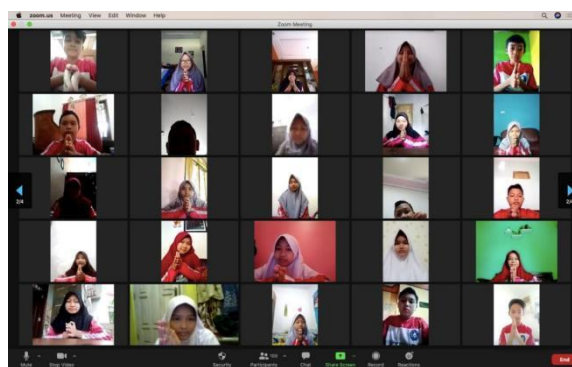 zoom.us Meeting View Edit Window Help
Zoom Meeting
2/4
2/4
Mute Stop Video Security Participants Chat Share Screen Record Reactions End